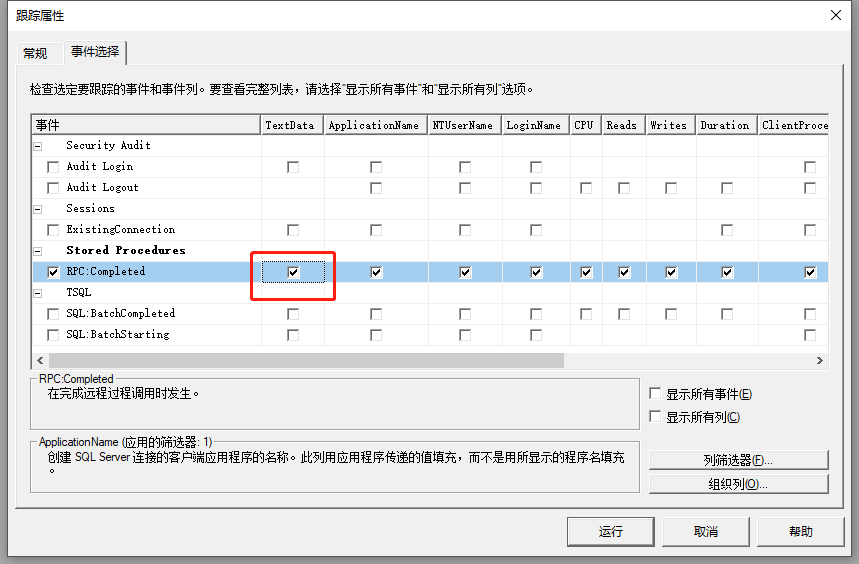 跟踪属性
常规 事件选择
检查选定要跟踪的事件和事件列。要查看完整列表，请选择"显示所有事件"和"显示所有列"选项。
事件 TextData ApplicationName NTUserName LoginName CPU Reads Writes Duration ClientProce
Security Audit
Audit Login
Audit Logout
Sessions
ExistingConnection
Stored Procedures
RPC:Completed
TSQL
SQL:BatchCompleted
SQL:BatchStarting
RPC:Completed
在完成远程过程调用时发生。
显示所有事件(E)
显示所有列(C)
ApplicationName (应用的筛选器: 1)
创建 SQL Server 连接的客户端应用程序的名称。此列用应用程序传递的值填充，而不是用所显示的程序名填充
。
列筛选器(F)...
组织列(O)...
运行 取消 帮助